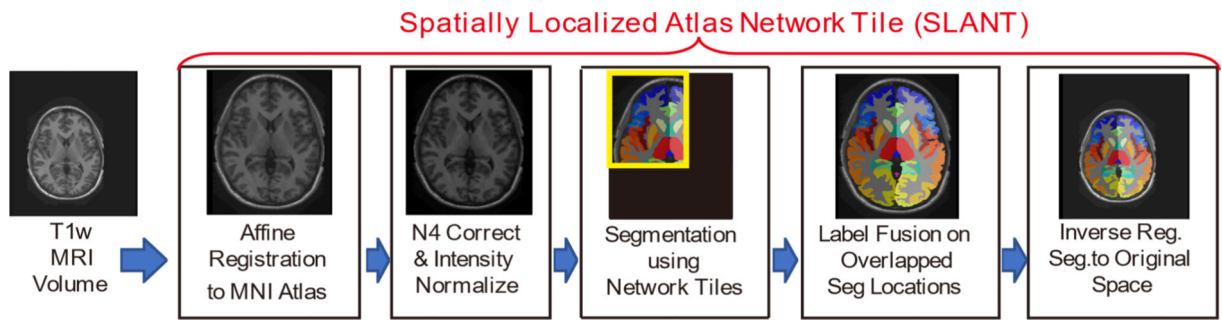 Spatially Localized Atlas Network Tile (SLANT)
T1w
MRI
Volume
Affine
Registration
to MNI Atlas
N4 Correct
& Intensity
Normalize
Segmentation
using
Network Tiles
Label Fusion on
Overlapped
Seg Locations
Inverse Reg.
Seg.to Original
Space